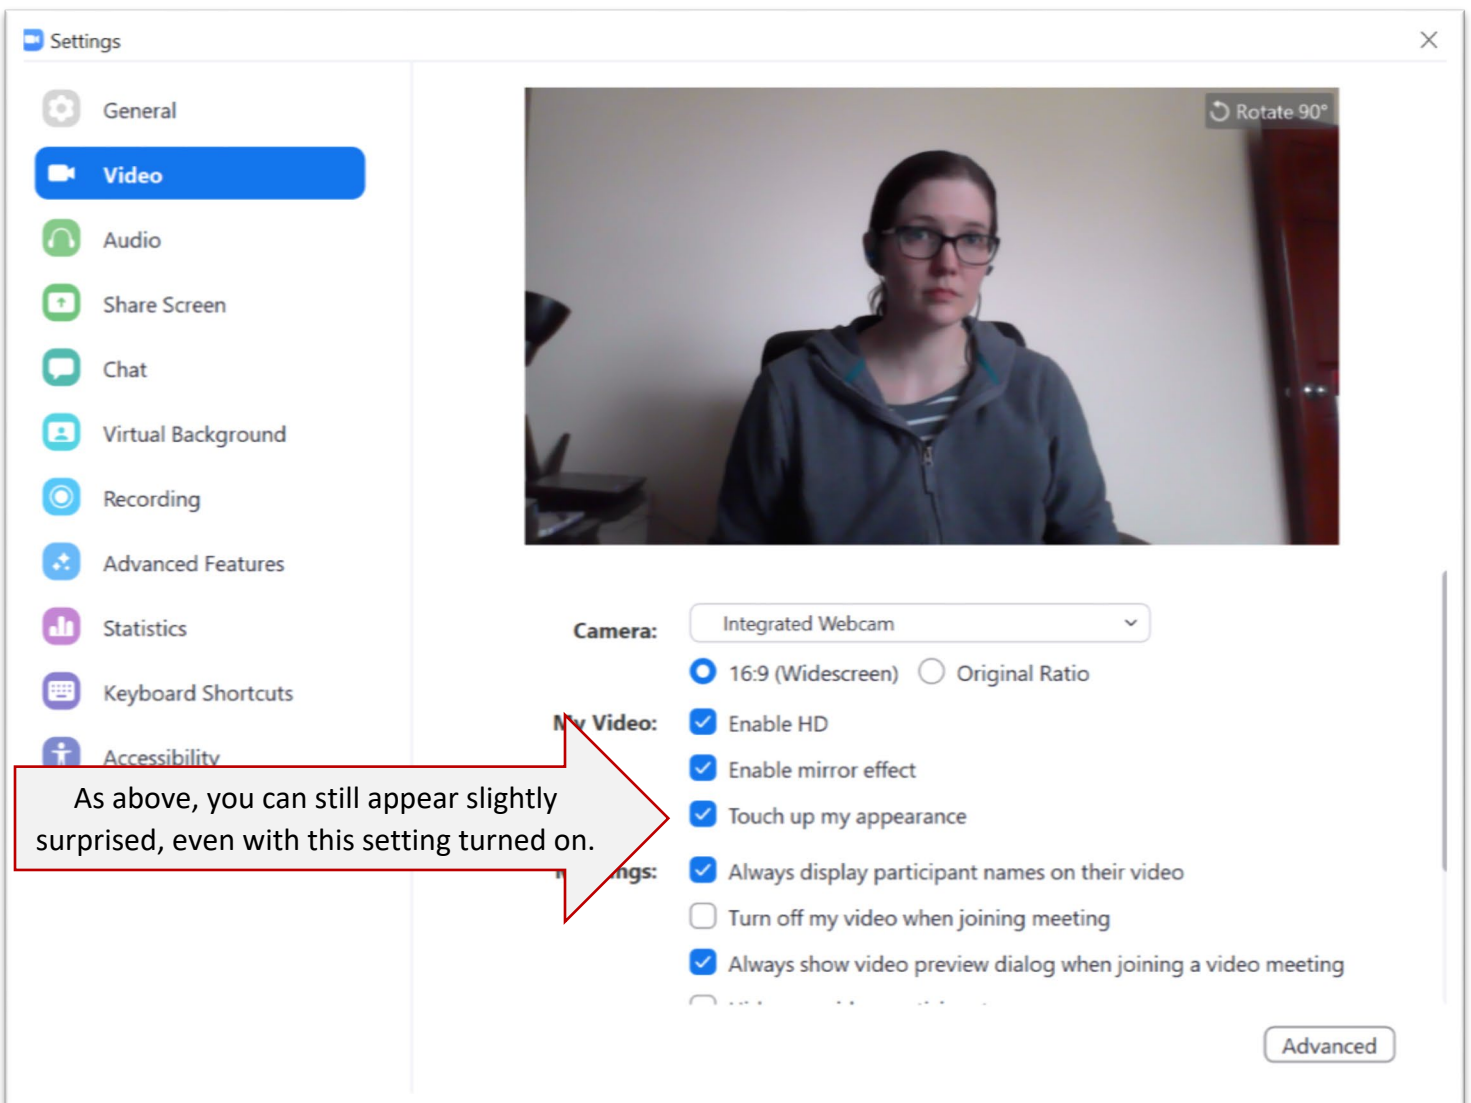 Settings
General
Rotate 90°
Video
Audio
Share Screen
Chat
Virtual Background
Recording
Advanced Features
Statistics
Keyboard Shortcuts
Accessibility
Camera:
Integrated Webcam
16:9 (Widescreen) Original Ratio
My Video:
Enable HD
Enable mirror effect
Touch up my appearance
As above, you can still appear slightly
surprised, even with this setting turned on.
Always display participant names on their video
Turn off my video when joining meeting
Always show video preview dialog when joining a video meeting
Advanced